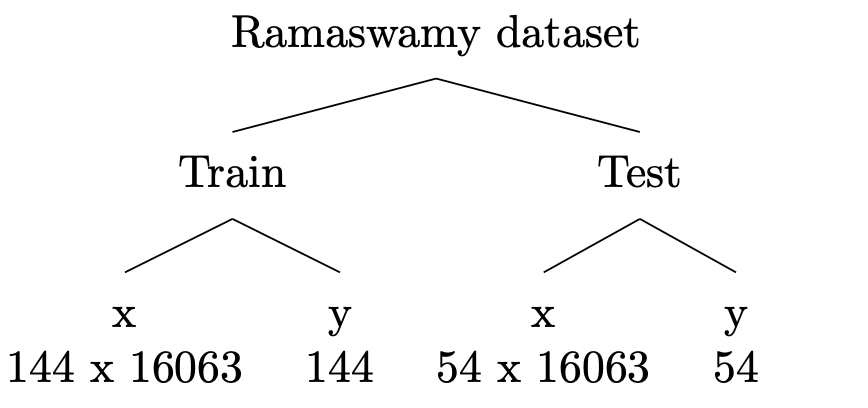 Ramaswamy dataset
Train Test
x y x y
144 x 16063 144 54 x 16063 54